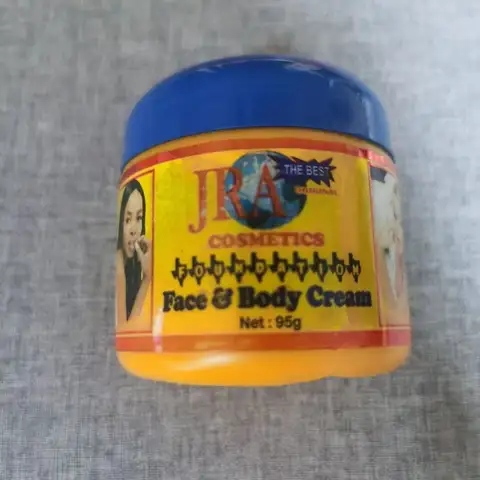 THE BEST
JRA
COSMETICS
FOUNDATION
Face & Body Cream
Net : 95g